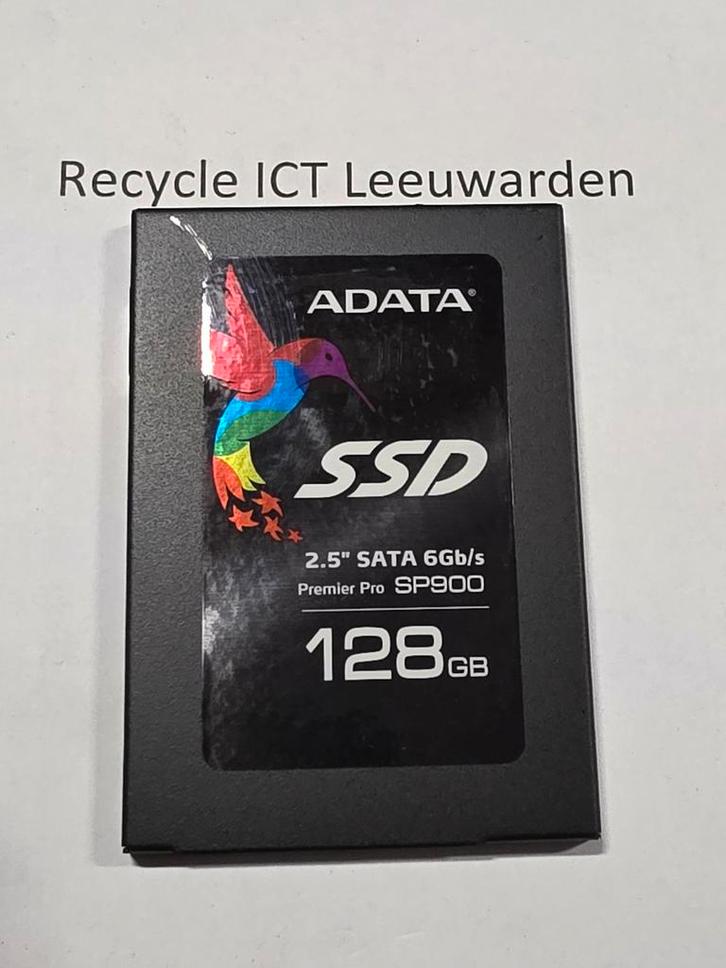 Recycle ICT Leeuwarden
ADATA®
SSD
2.5" SATA 6Gb/s
Premier Pro SP900
128GB